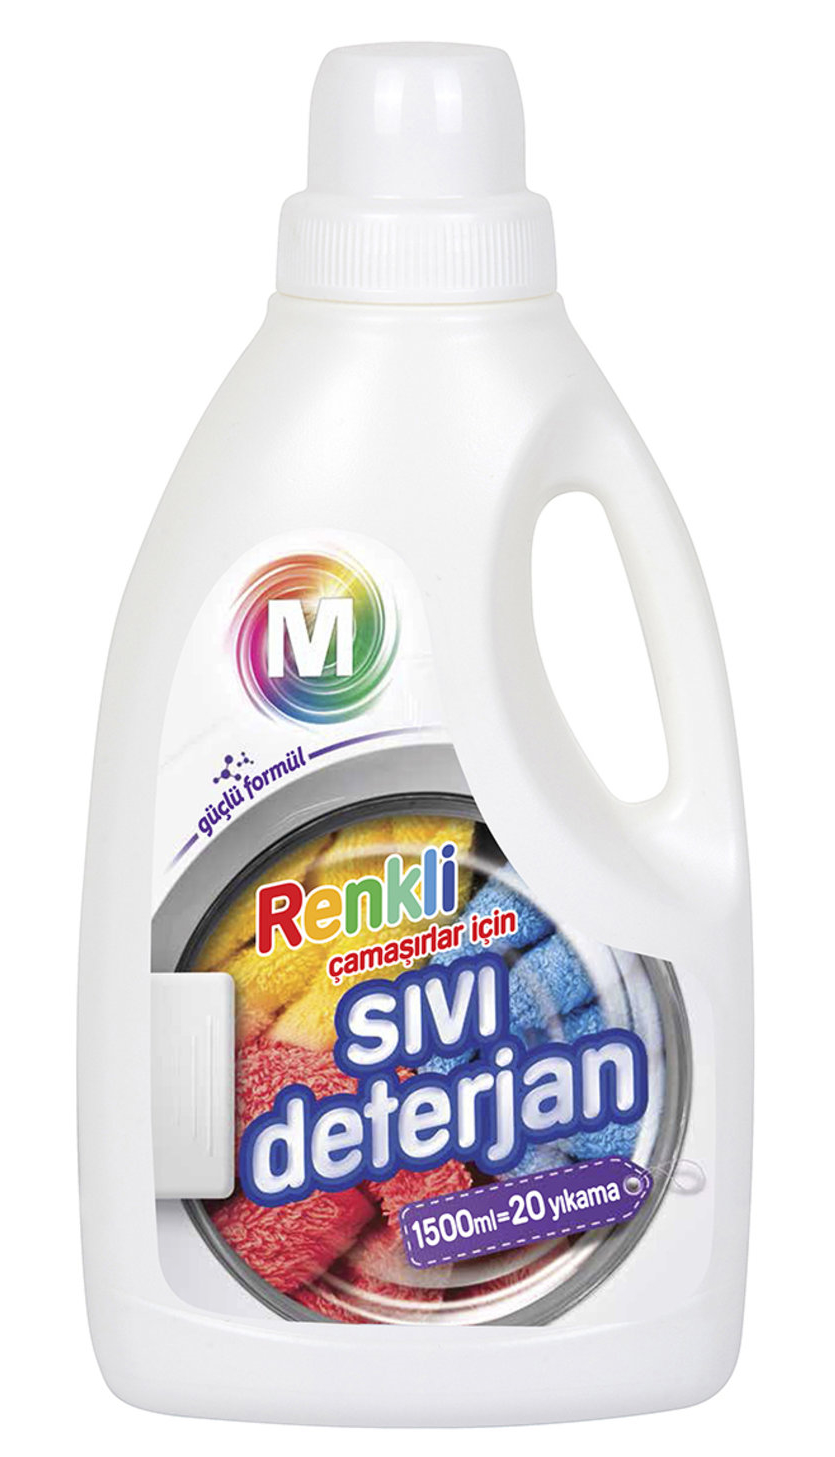 M
güçlü formül
Renkli
çamaşırlar için
sıvı
deterjan
1500ml=20 yıkama